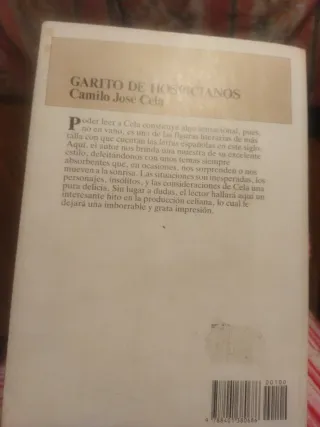 GARITO DE HOSPICIANOS
Camilo José Cela
Poder leer a Cela constituye algo sensacional, pues,
no en vano, es uno de las figuras literarias de más
talla con que cuentan las letras españolas en este siglo.
Aquí, el autor nos brinda una muestra de su excelente
estilo, deleitándonos con unos temas siempre
absorbentes que, en ocasiones, nos sorprenden o nos
mueven a la sonrisa. Las situaciones son inesperadas, los
personajes, insólitos, y las consideraciones de Cela una
pura delicia. Sin lugar a dudas, el lector hallará aquí un
interesante hito en la producción celiana, lo cual le
dejará una imborrable y grata impresión.
20150